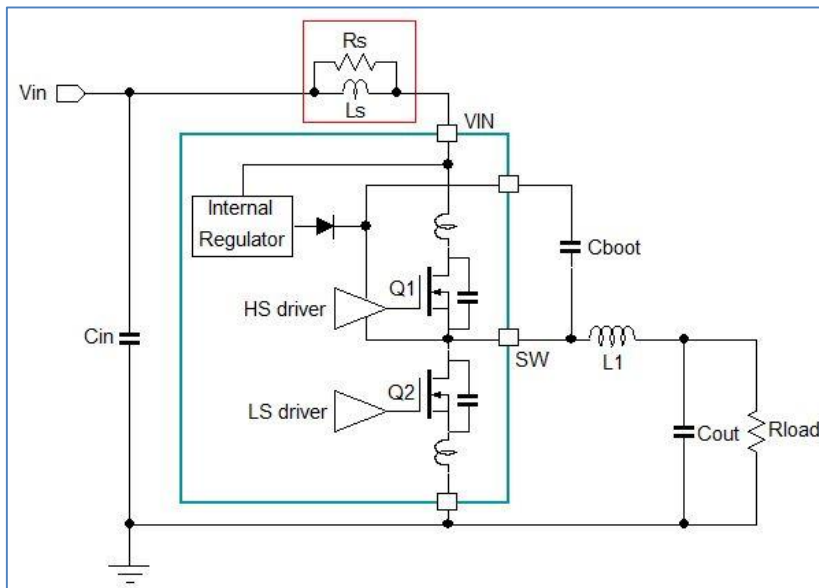 Rs
Vin
Ls
VIN
Internal
Regulator
Cboot
Q1
HS driver
Cin
SW
L1
Q2
LS driver
Cout
Rload